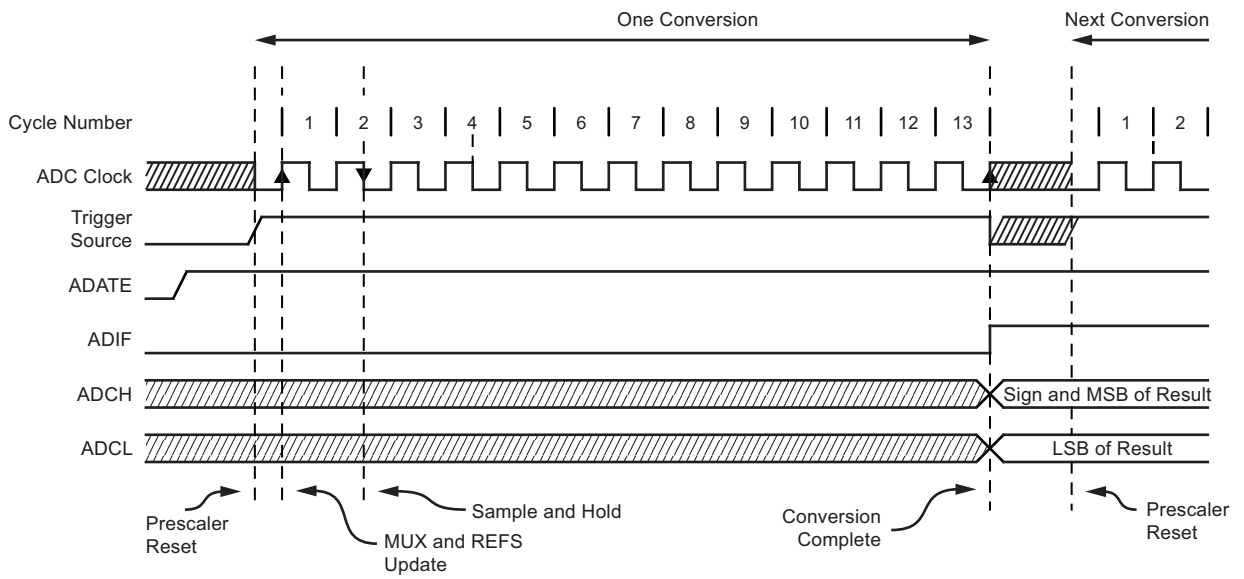 One Conversion
Next Conversion
Cycle Number
1 2 3 4 5 6 7 8 9 10 11 12 13
1 2
ADC Clock
Trigger
Source
ADATE
ADIF
ADCH
Sign and MSB of Result
ADCL
LSB of Result
Prescaler
Reset
MUX and REFS
Update
Sample and Hold
Conversion
Complete
Prescaler
Reset